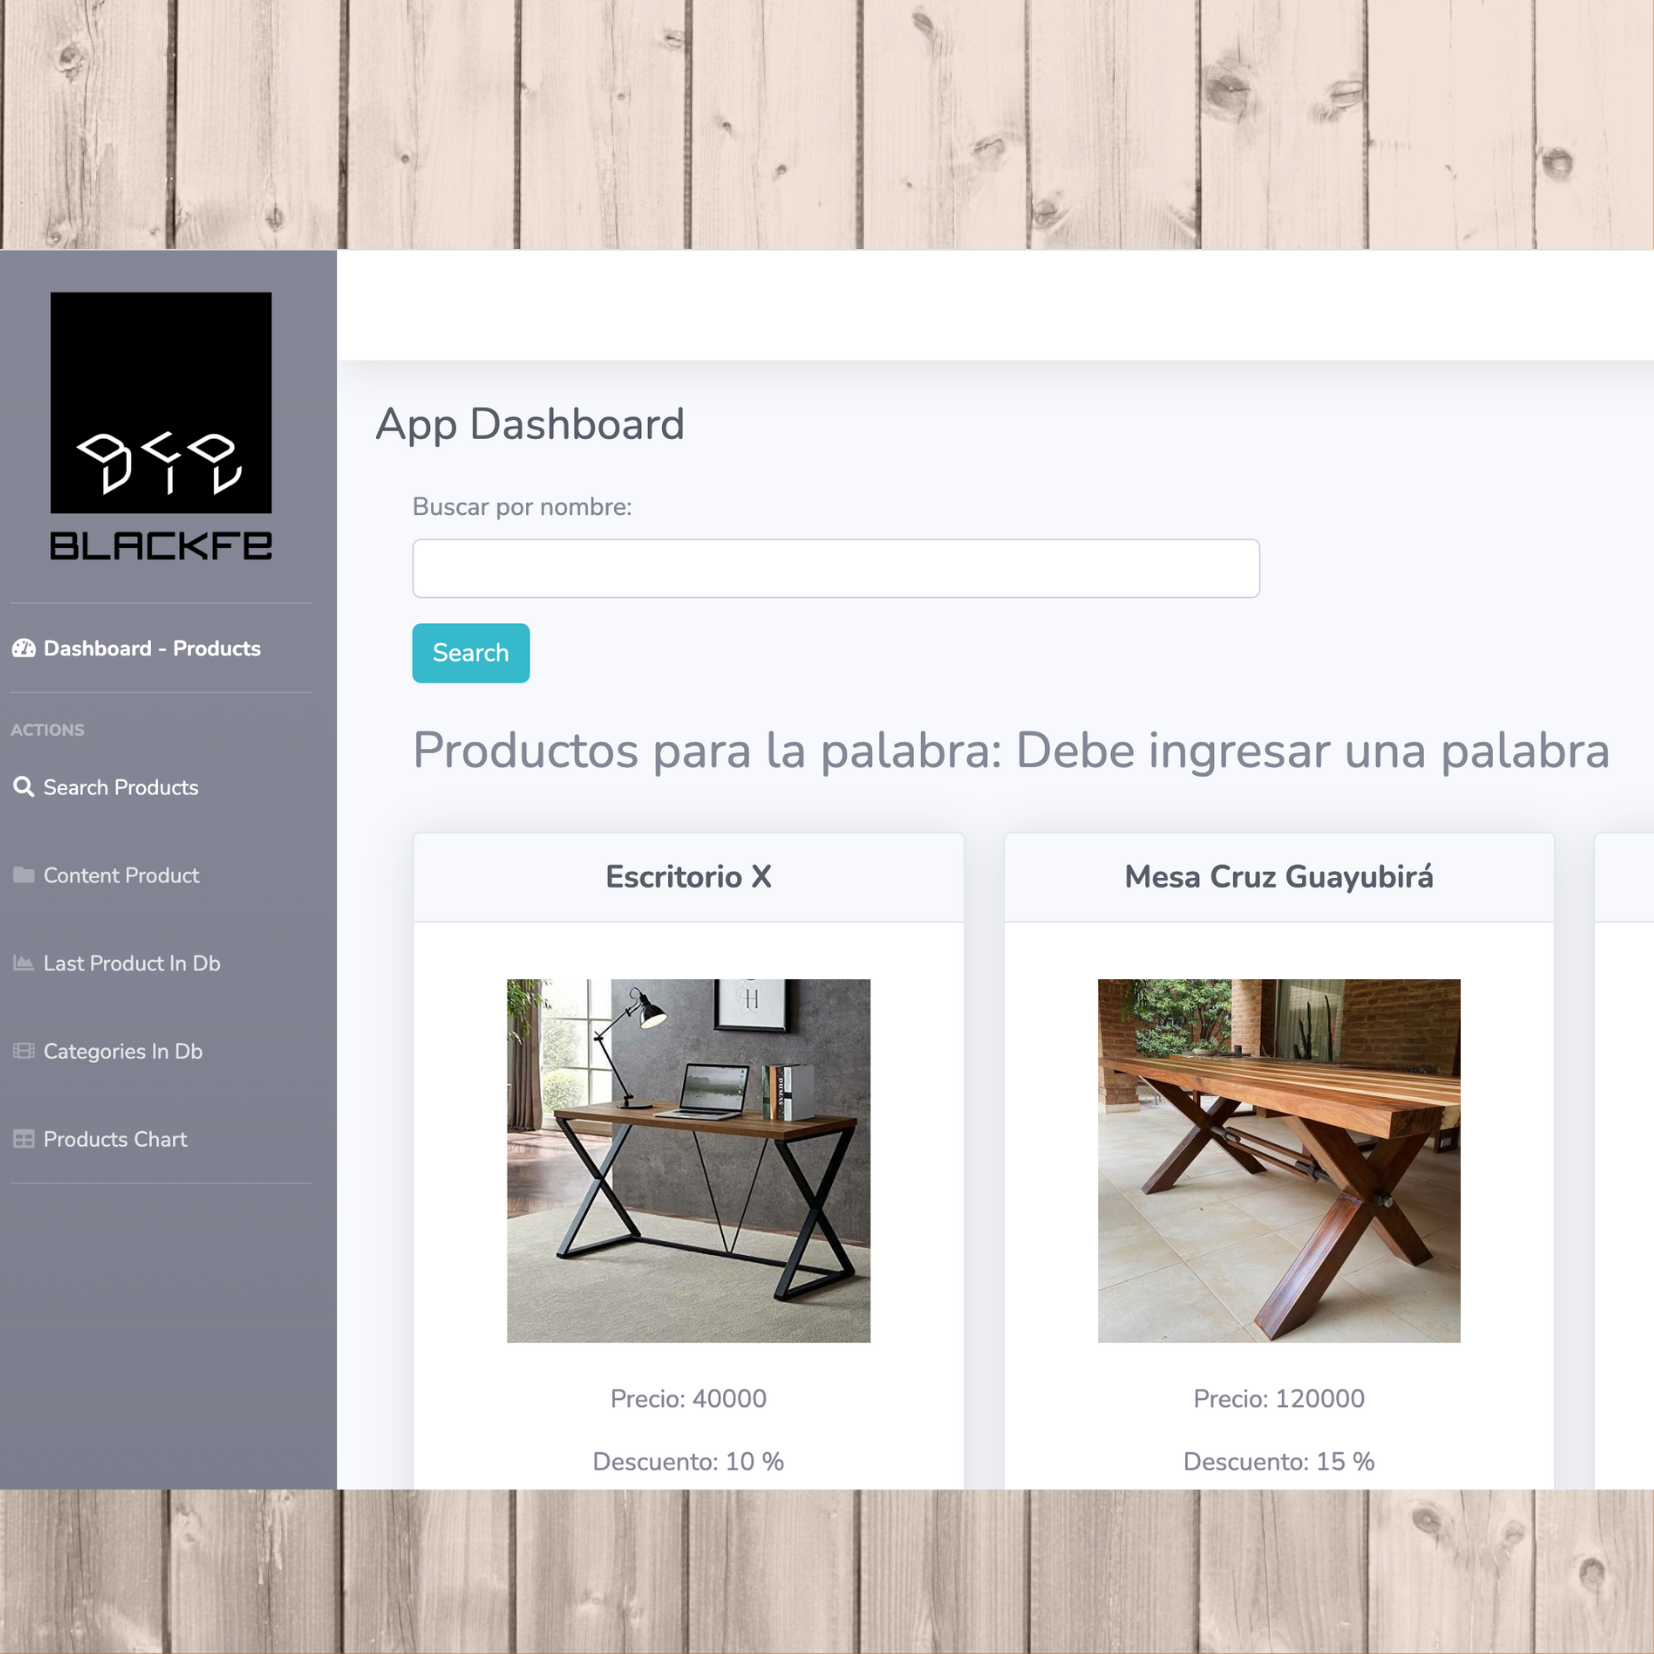 BLACKFE
Dashboard - Products
ACTIONS
Search Products
Content Product
Last Product In Db
Categories In Db
Products Chart
App Dashboard
Buscar por nombre:
Search
Productos para la palabra: Debe ingresar una palabra
Escritorio X
H
DUMAS
Precio: 40000
Descuento: 10 %
Mesa Cruz Guayubirá
Precio: 120000
Descuento: 15 %